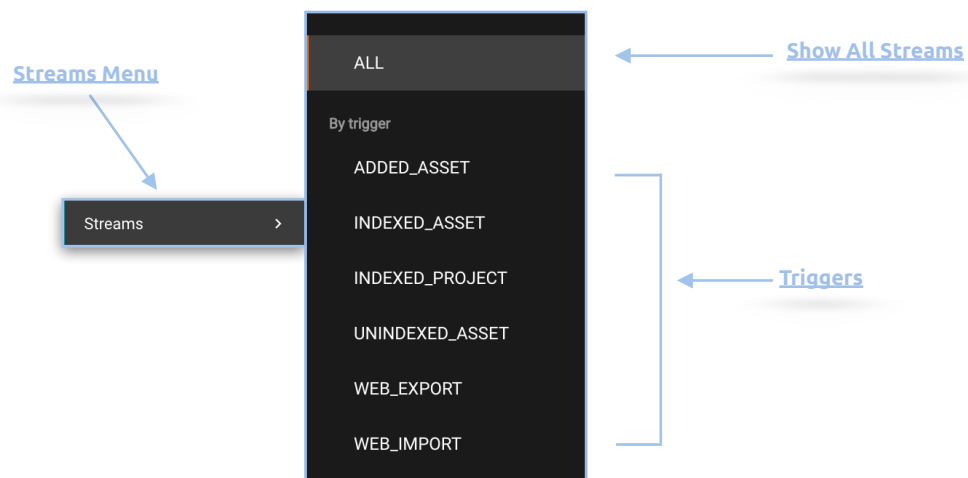 Streams Menu
Streams
ALL
By trigger
ADDED_ASSET
INDEXED_ASSET
INDEXED_PROJECT
UNINDEXED_ASSET
WEB_EXPORT
WEB_IMPORT
Show All Streams
Triggers